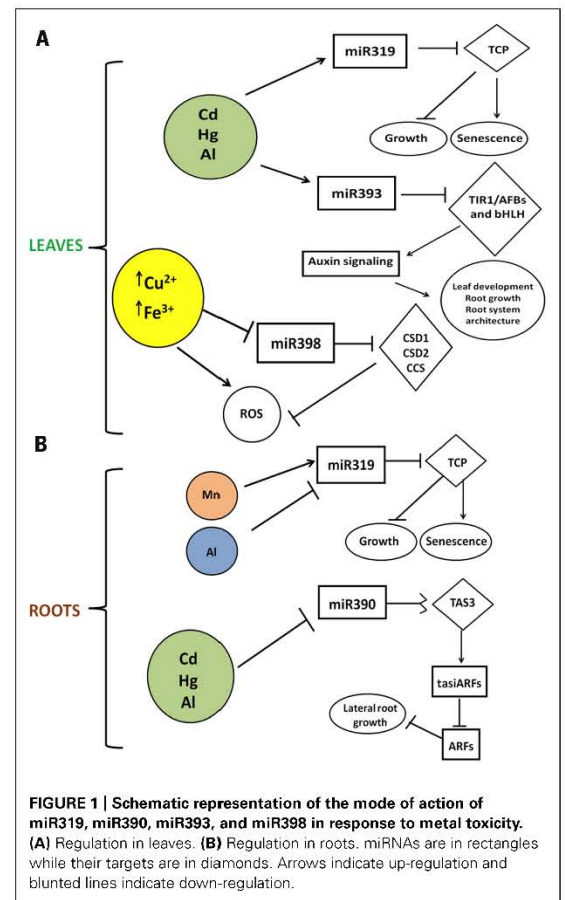 A
miR319
TCP
Cd
Hg
Al
Growth
Senescence
miR393
TIR1/AFBs
and bHLH
LEAVES
Auxin signaling
↑Cu2+
↑Fe3+
Leaf development
Root growth
Root system
architecture
miR398
CSD1
CSD2
CCS
ROS
B
miR319
TCP
Mn
Al
Growth
Senescence
miR390
TAS3
ROOTS
Cd
Hg
Al
tasiARFs
Lateral root
growth
ARFs
FIGURE 1 | Schematic representation of the mode of action of
miR319, miR390, miR393, and miR398 in response to metal toxicity.
(A) Regulation in leaves. (B) Regulation in roots. miRNAs are in rectangles
while their targets are in diamonds. Arrows indicate up-regulation and
blunted lines indicate down-regulation.